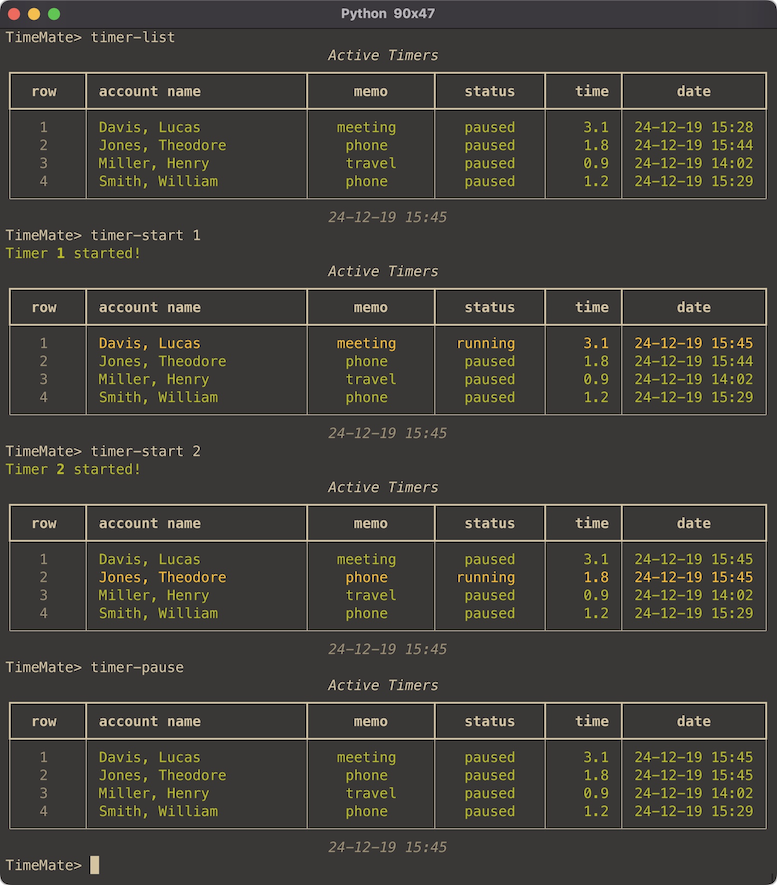 Python 90x47
TimeMate> timer-list
Active Timers
row account name memo status time date
1 Davis, Lucas meeting paused 3.1 24-12-19 15:28
2 Jones, Theodore phone paused 1.8 24-12-19 15:44
3 Miller, Henry travel paused 0.9 24-12-19 14:02
4 Smith, William phone paused 1.2 24-12-19 15:29
24-12-19 15:45
TimeMate> timer-start 1
Timer 1 started!
Active Timers
row account name memo status time date
1 Davis, Lucas meeting running 3.1 24-12-19 15:45
2 Jones, Theodore phone paused 1.8 24-12-19 15:44
3 Miller, Henry travel paused 0.9 24-12-19 14:02
4 Smith, William phone paused 1.2 24-12-19 15:29
24-12-19 15:45
TimeMate> timer-start 2
Timer 2 started!
Active Timers
row account name memo status time date
1 Davis, Lucas meeting paused 3.1 24-12-19 15:45
2 Jones, Theodore phone running 1.8 24-12-19 15:45
3 Miller, Henry travel paused 0.9 24-12-19 14:02
4 Smith, William phone paused 1.2 24-12-19 15:29
24-12-19 15:45
TimeMate> timer-pause
Active Timers
row account name memo status time date
1 Davis, Lucas meeting paused 3.1 24-12-19 15:45
2 Jones, Theodore phone paused 1.8 24-12-19 15:45
3 Miller, Henry travel paused 0.9 24-12-19 14:02
4 Smith, William phone paused 1.2 24-12-19 15:29
24-12-19 15:45
TimeMate>